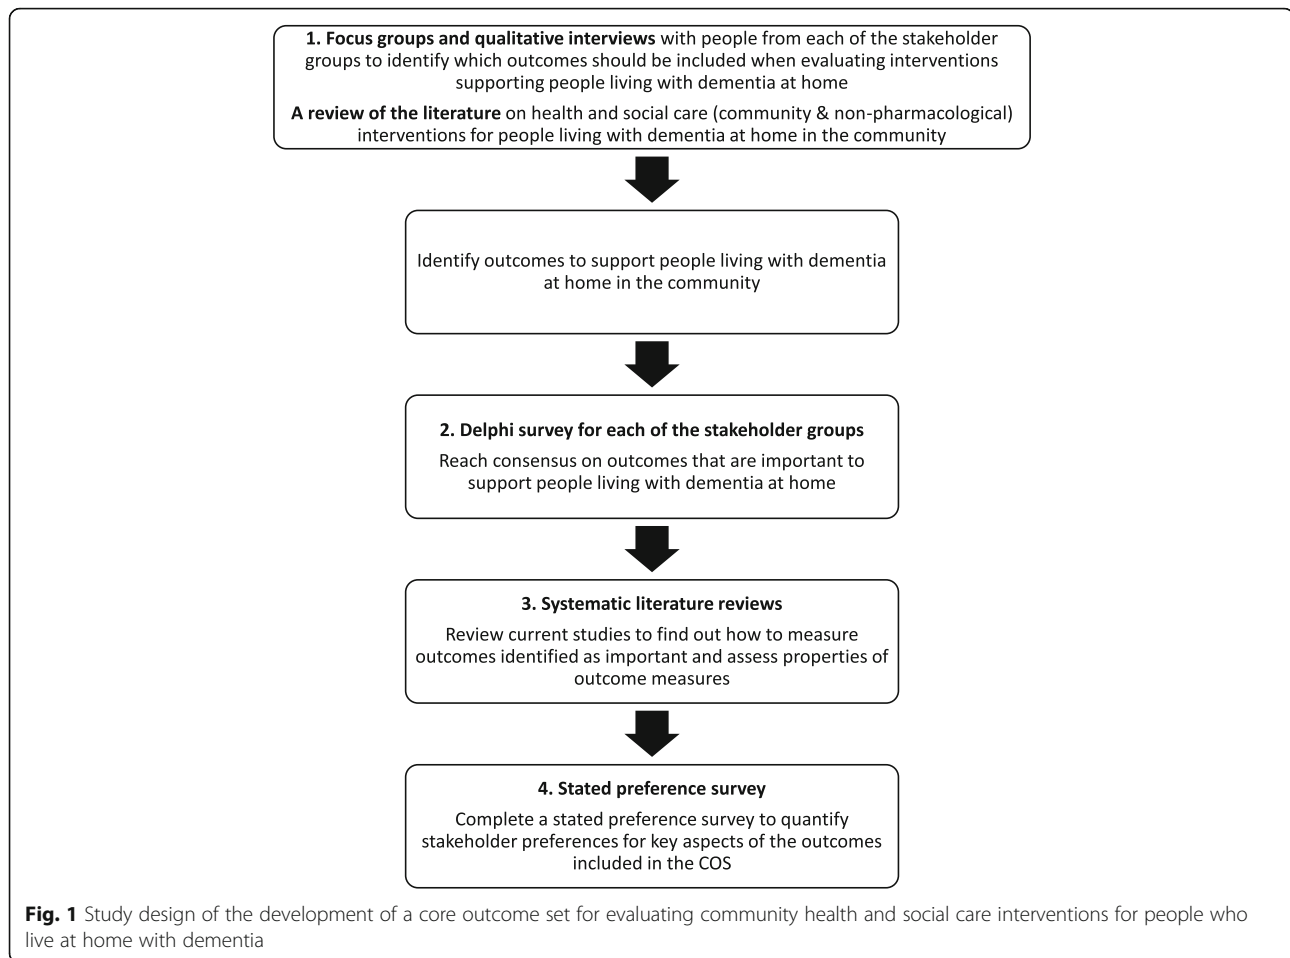 1. Focus groups and qualitative interviews with people from each of the stakeholder
groups to identify which outcomes should be included when evaluating interventions
supporting people living with dementia at home
A review of the literature on health and social care (community & non-pharmacological)
interventions for people living with dementia at home in the community
Identify outcomes to support people living with dementia
at home in the community
2. Delphi survey for each of the stakeholder groups
Reach consensus on outcomes that are important to
support people living with dementia at home
3. Systematic literature reviews
Review current studies to find out how to measure
outcomes identified as important and assess properties of
outcome measures
4. Stated preference survey
Complete a stated preference survey to quantify
stakeholder preferences for key aspects of the outcomes
included in the COS
Fig. 1 Study design of the development of a core outcome set for evaluating community health and social care interventions for people who
live at home with dementia